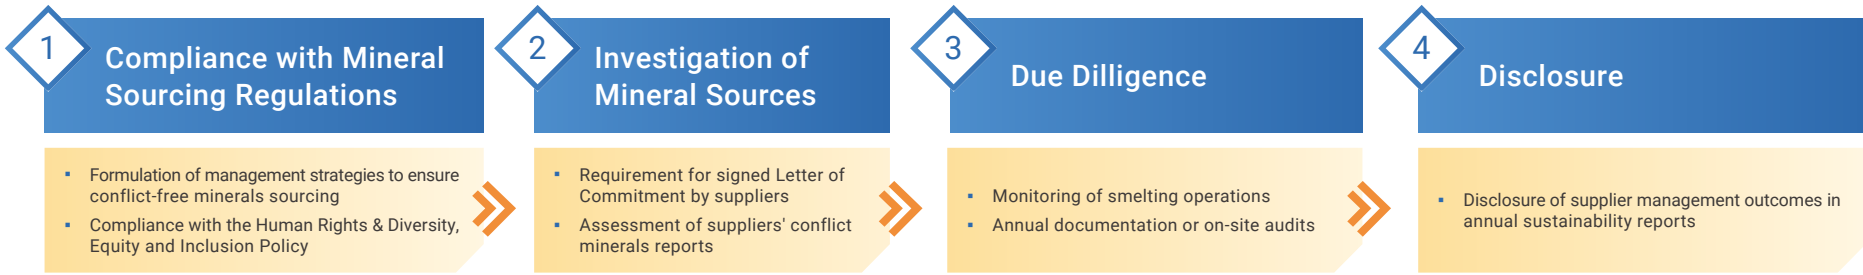 1
Compliance with Mineral
Sourcing Regulations
▪ Formulation of management strategies to ensure
conflict-free minerals sourcing
▪ Compliance with the Human Rights & Diversity,
Equity and Inclusion Policy
2
Investigation of
Mineral Sources
▪ Requirement for signed Letter of
Commitment by suppliers
▪ Assessment of suppliers' conflict
minerals reports
3
Due Dilligence
▪ Monitoring of smelting operations
▪ Annual documentation or on-site audits
4
Disclosure
▪ Disclosure of supplier management outcomes in
annual sustainability reports